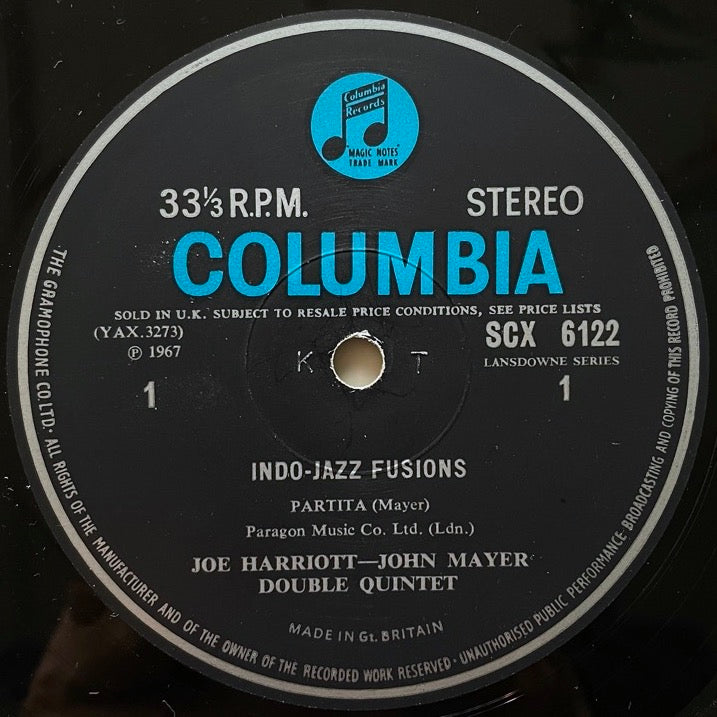 Columbia
Records
"MAGIC NOTES"
TRADE MARK
33⅓ R.P.M. STEREO
COLUMBIA
SOLD IN U.K. SUBJECT TO RESALE PRICE CONDITIONS, SEE PRICE LISTS
(YAX.3273) SCX 6122
℗ 1967 K T LANSDOWNE SERIES
1 1
INDO-JAZZ FUSIONS
PARTITA (Mayer)
Paragon Music Co. Ltd. (Ldn.)
JOE HARRIOTT—JOHN MAYER
DOUBLE QUINTET
MADE IN Gt. BRITAIN
THE GRAMOPHONE CO. LTD. · ALL RIGHTS OF THE MANUFACTURER AND OF THE OWNER OF THE RECORDED WORK RESERVED · UNAUTHORISED PUBLIC PERFORMANCE BROADCASTING AND COPYING OF THIS RECORD PROHIBITED